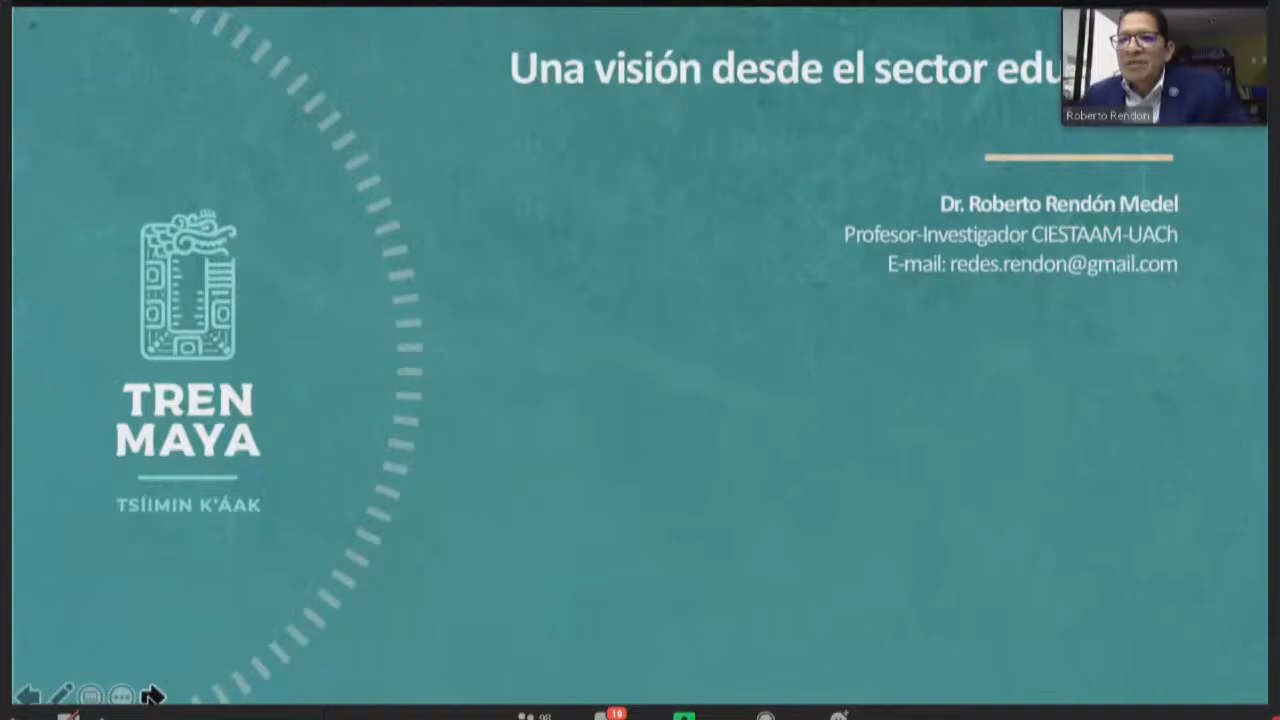 Una visión desde el sector edu
Roberto Rendon
Dr. Roberto Rendón Medel
Profesor-Investigador CIESTAAM-UACh
E-mail: redes.rendon@gmail.com
TREN
MAYA
TSÍIMIN K'ÁAK
19